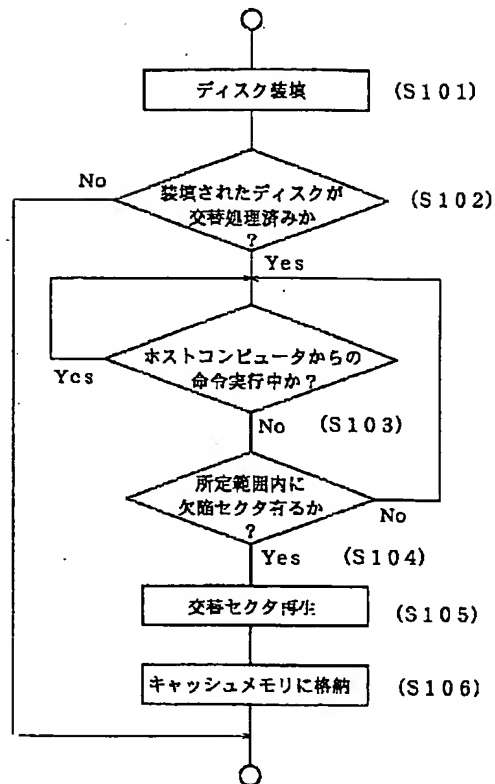 ディスク装填
(S101)
No
装填されたディスクが
交替処理済みか
?
(S102)
Yes
ホストコンピュータからの
命令実行中か?
Yes
No
(S103)
所定範囲内に
欠陥セクタ有るか
?
No
Yes
(S104)
交替セクタ再生
(S105)
キャッシュメモリに格納
(S106)